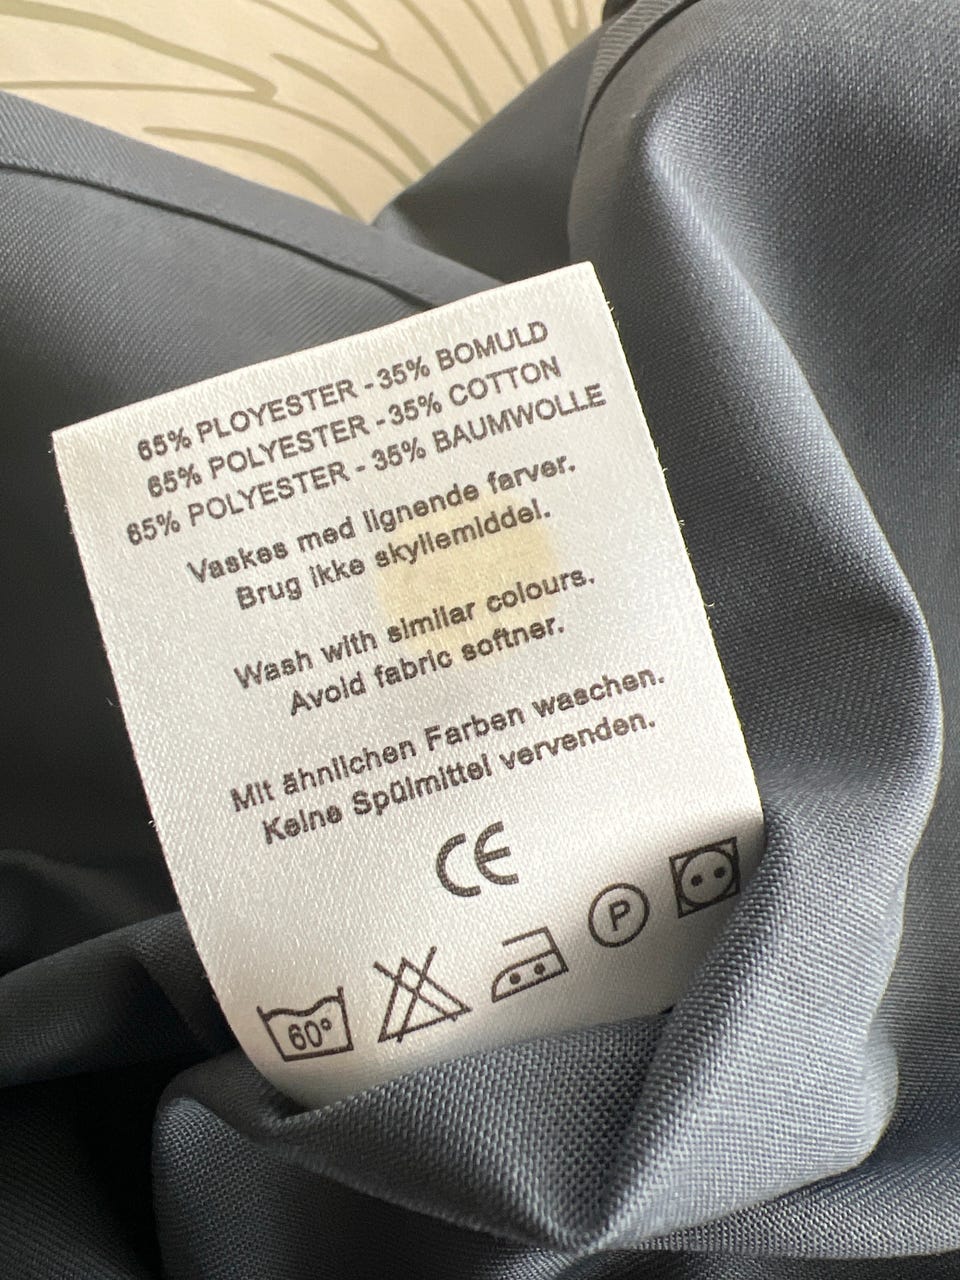 65% PLOYESTER - 35% BOMULD
65% POLYESTER - 35% COTTON
65% POLYESTER - 35% BAUMWOLLE
Vaskes med lignende farver.
Brug ikke skyllemiddel.
Wash with similar colours.
Avoid fabric softner.
Mit ähnlichen Farben waschen.
Keine Spülmittel vervenden.
CE
60° P